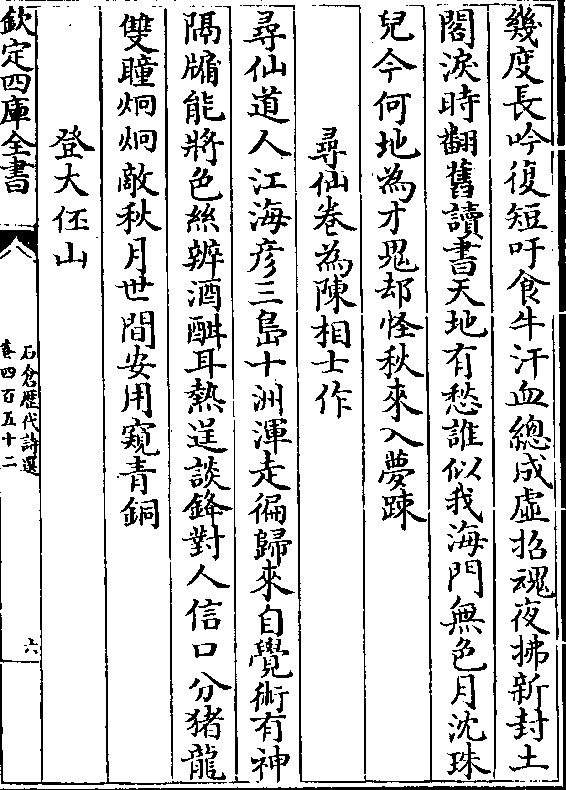 幾度長吟復短吁食牛汗血總成虛招魂夜拂新封土
閣淚時翻舊讀書天地有愁誰似我海門無色月沈珠
兒今何地為才鬼却怪秋來入夢踈
尋仙卷為陳相士作
尋仙道人江海彦三島十洲渾走徧歸來自覺術有神
隔牖能將色絲辨酒酣耳熱逞談鋒對人信口分猪龍
雙瞳炯炯敵秋月世間安用窺青銅
登大伾山
欽定四庫全書
石倉歴代詩選
卷四百五十二
六